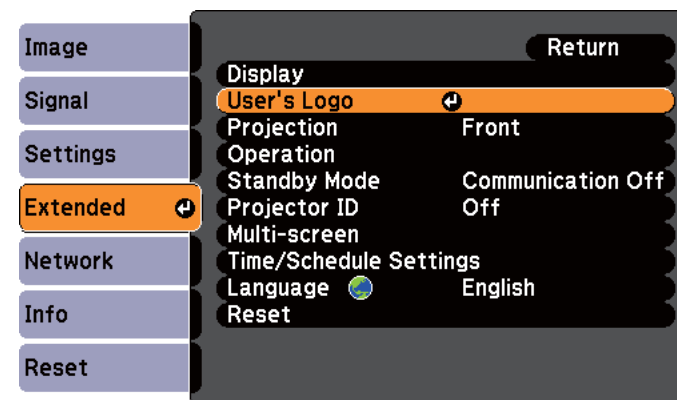 Image
Signal
Settings
Extended
Network
Info
Reset
Return
Display
User's Logo
Projection Front
Operation
Standby Mode Communication Off
Projector ID Off
Multi-screen
Time/Schedule Settings
Language English
Reset